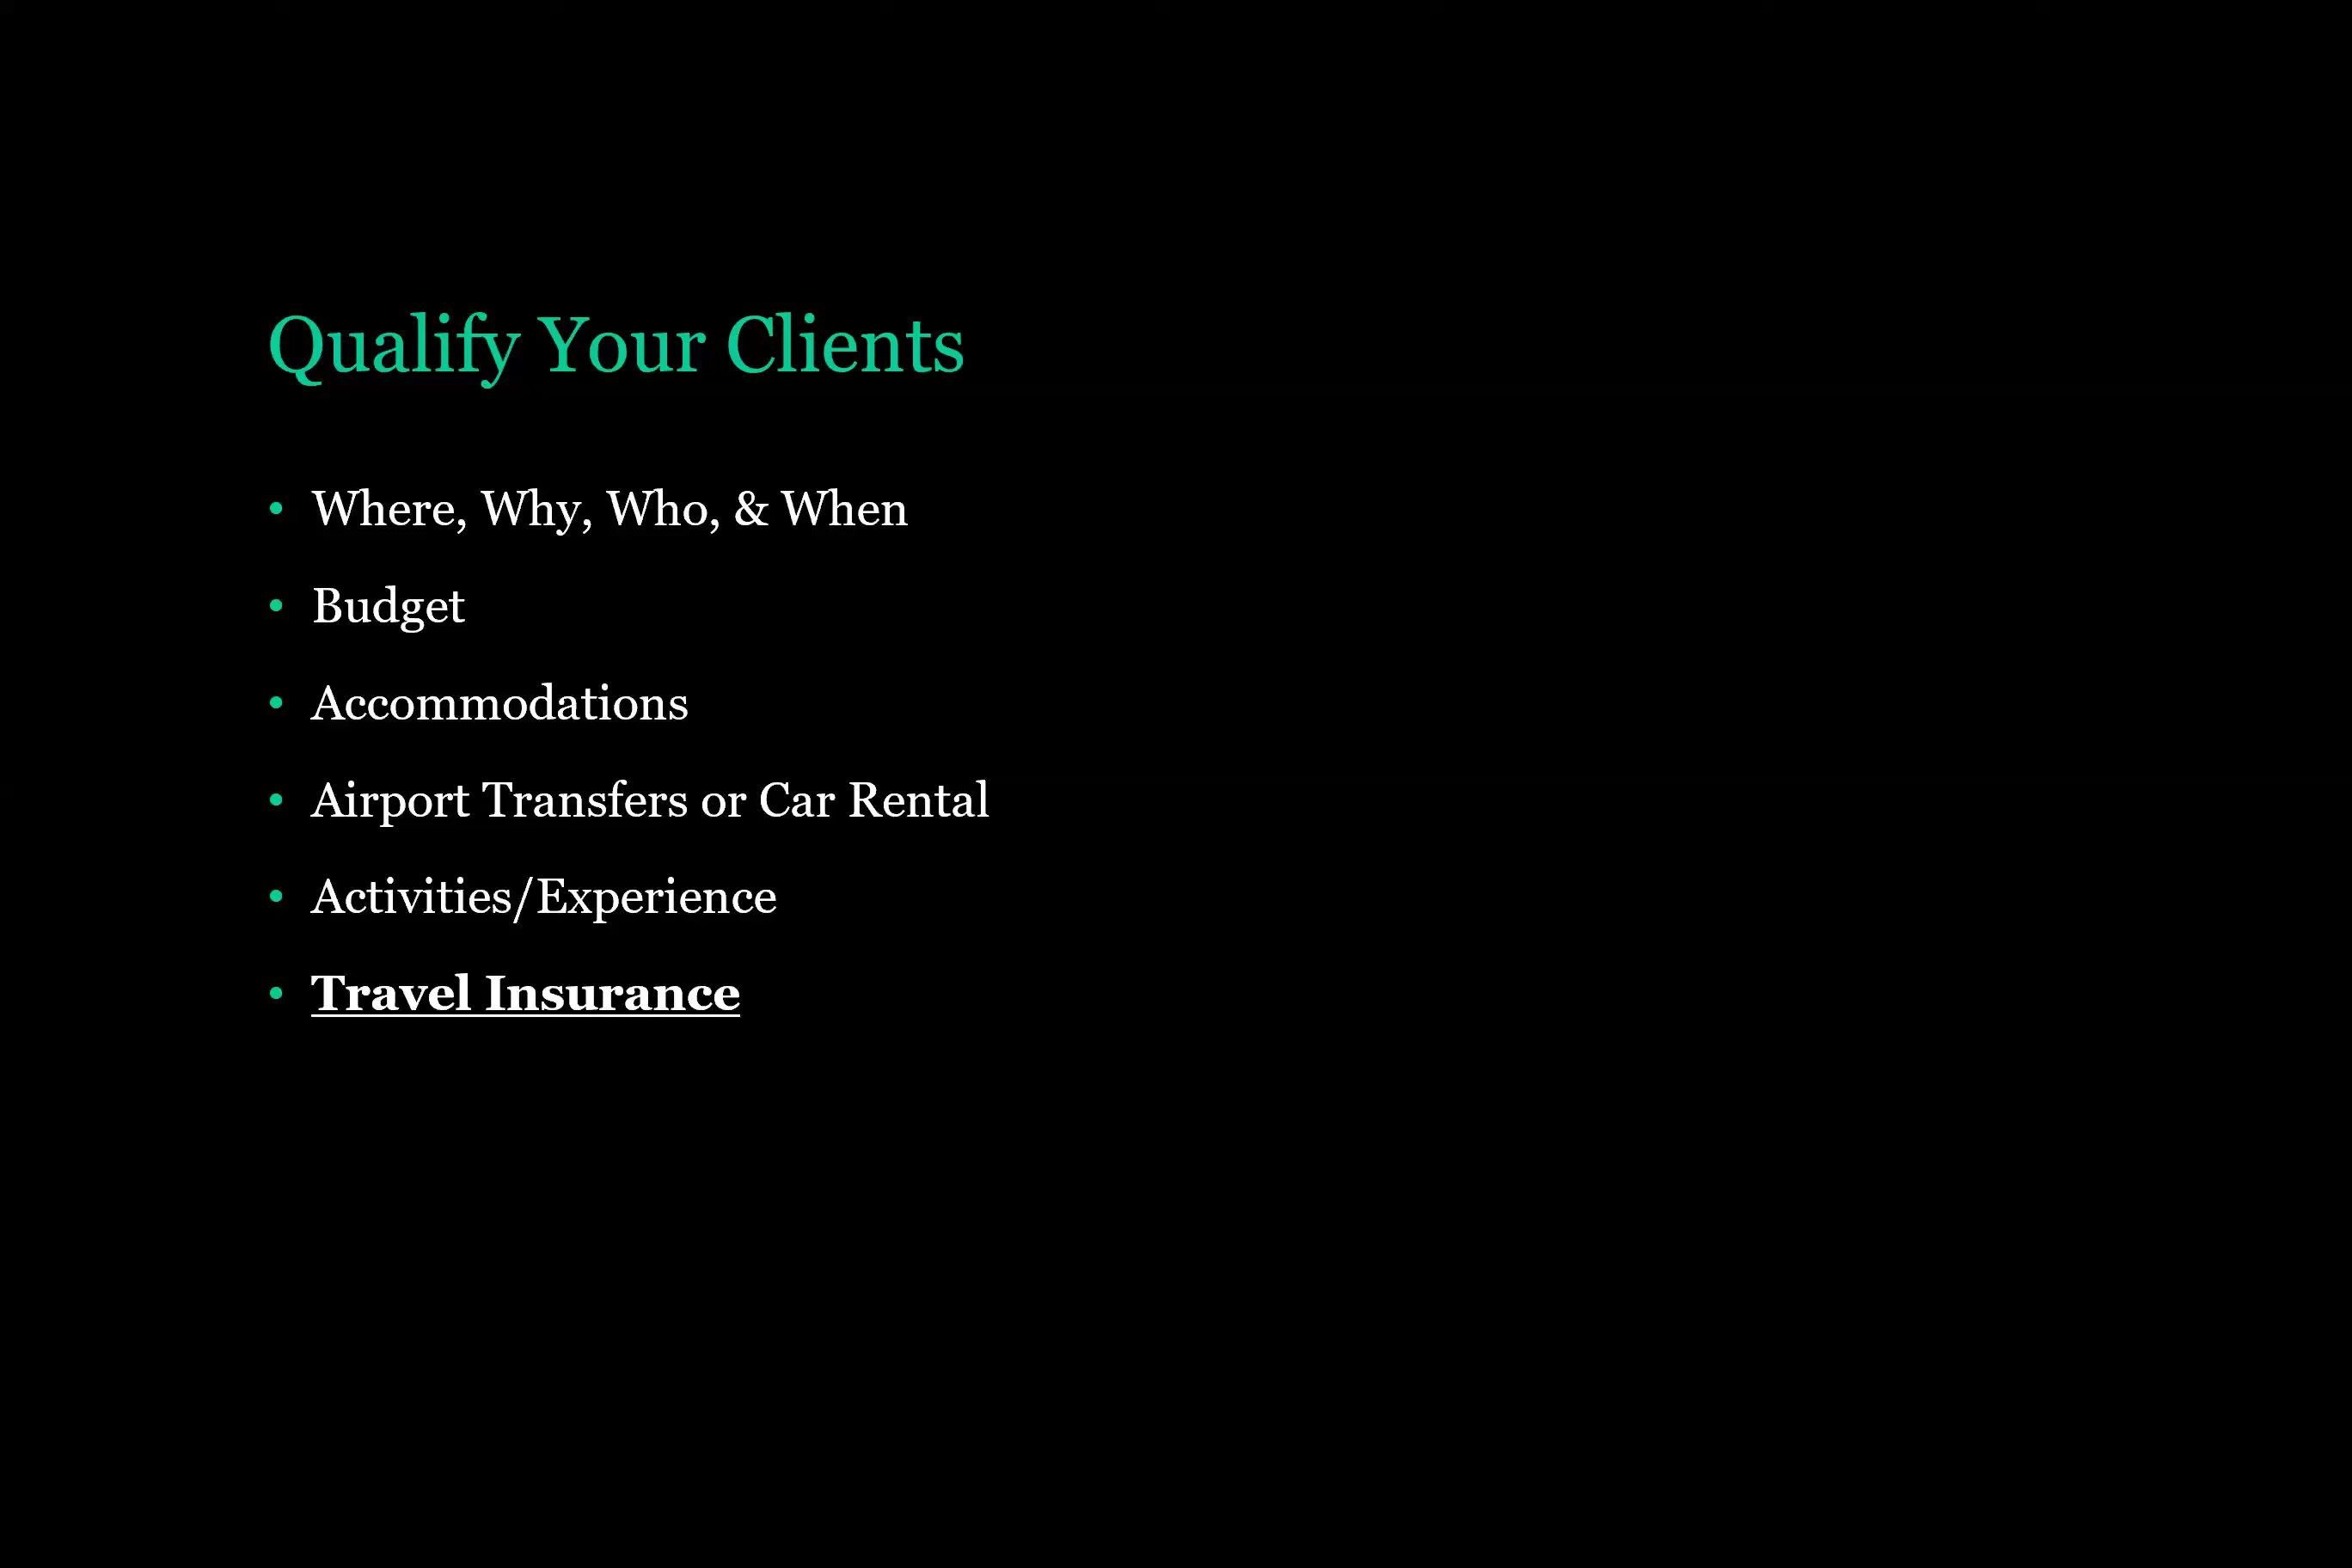 Qualify Your Clients
• Where, Why, Who, & When
• Budget
• Accommodations
• Airport Transfers or Car Rental
• Activities/Experience
• Travel Insurance